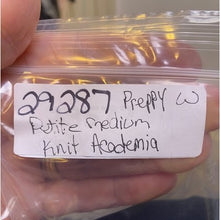 29287 Preppy W
Petite medium
Knit Academia